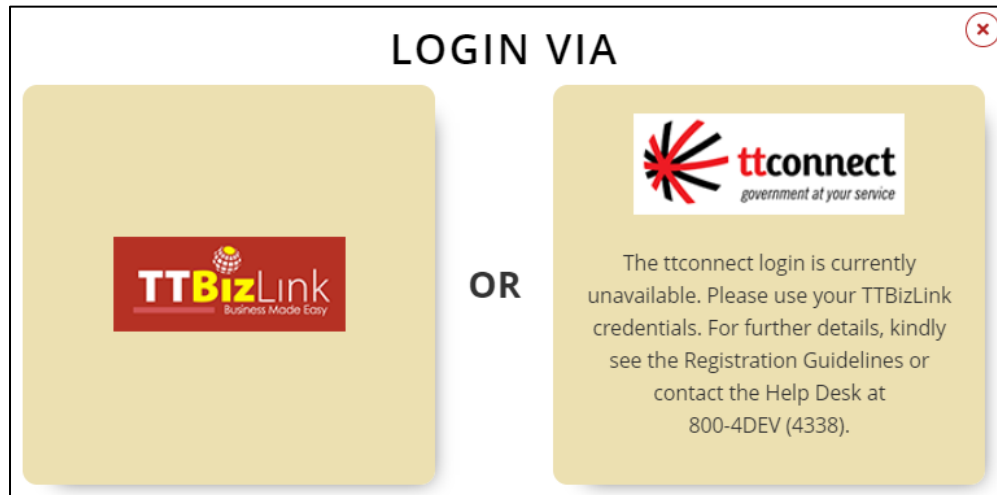 LOGIN VIA
TTBizLink
Business Made Easy
OR
ttconnect
government at your service
The ttconnect login is currently
unavailable. Please use your TTBizLink
credentials. For further details, kindly
see the Registration Guidelines or
contact the Help Desk at
800-4DEV (4338).